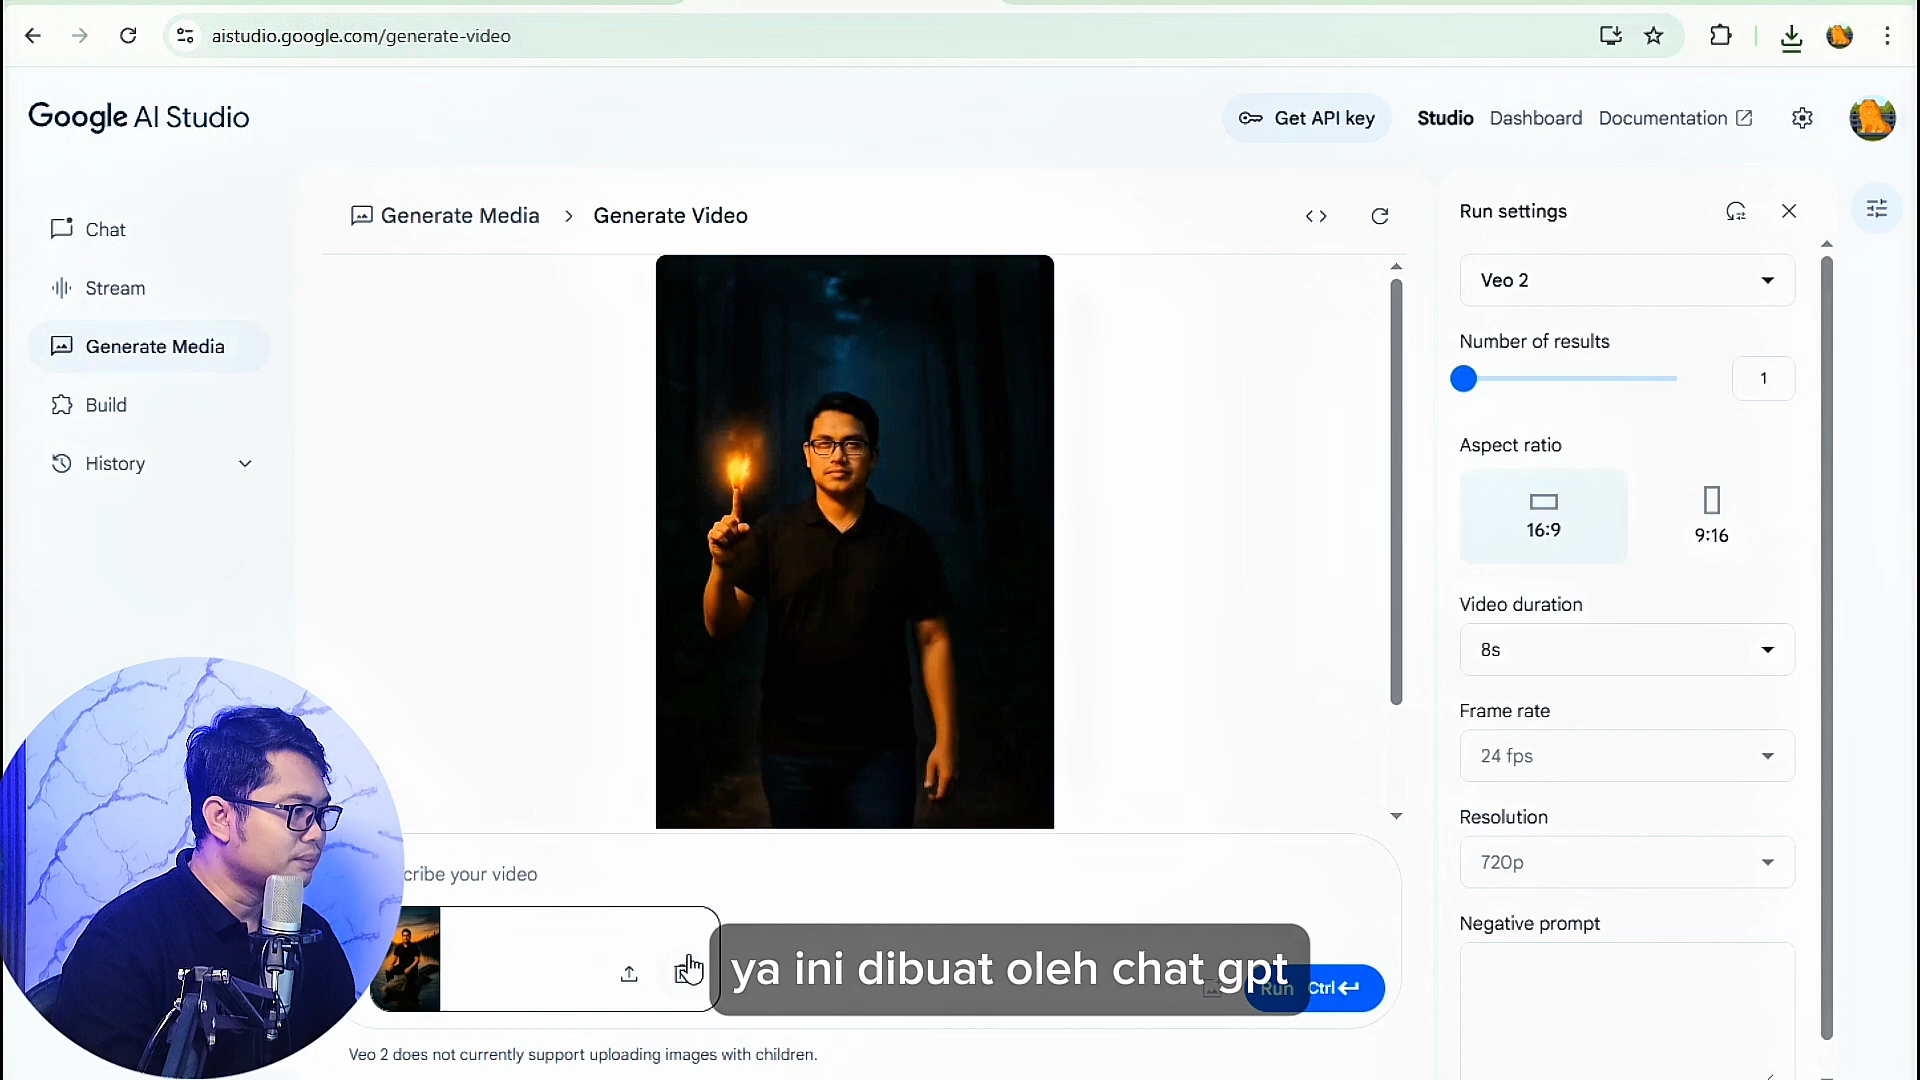 aistudio.google.com/generate-video
Google AI Studio
Get API key
Studio
Dashboard
Documentation
Chat
Stream
Generate Media
Build
History
Generate Media > Generate Video
Run settings
Veo 2
Number of results
1
Aspect ratio
16:9
9:16
Video duration
8s
Frame rate
24 fps
Resolution
720p
Negative prompt
cribe your video
ya ini dibuat oleh chat gpt
Run Ctrl
Veo 2 does not currently support uploading images with children.